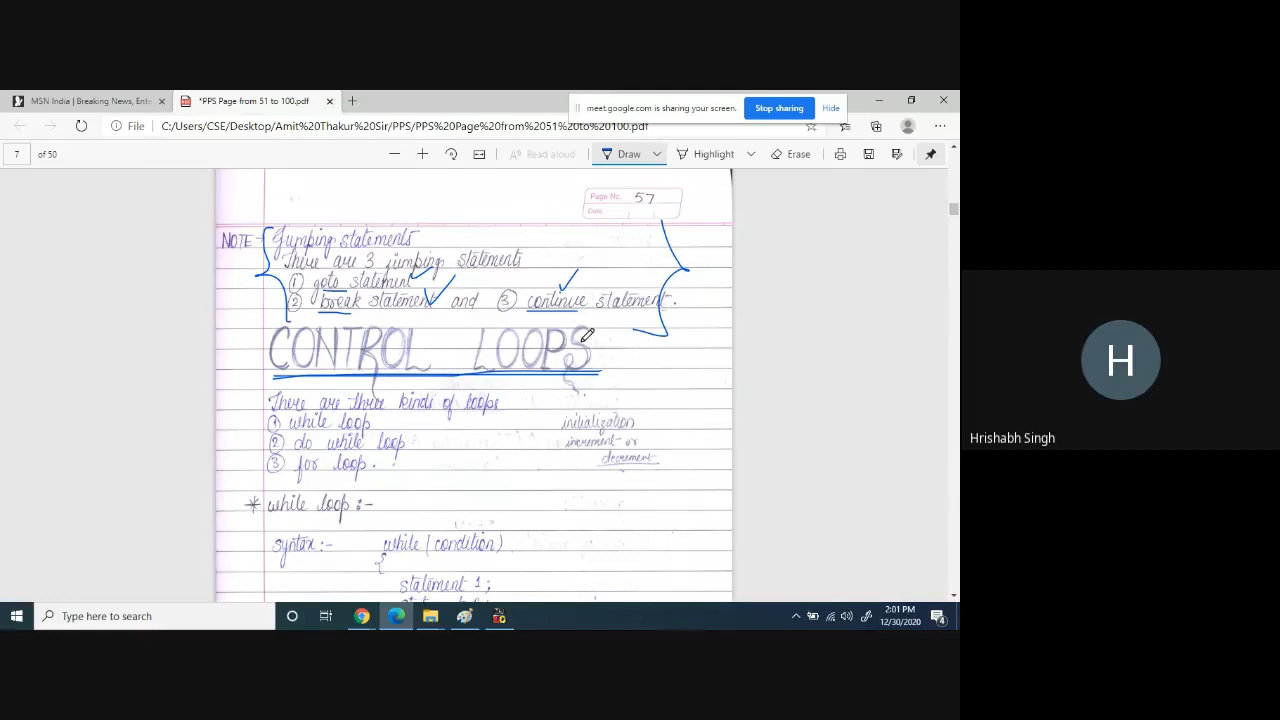 MSN India | Breaking News, Ente
*PPS Page from 51 to 100.pdf
meet.google.com is sharing your screen.
Stop sharing
Hide
File
C:/Users/CSE/Desktop/Amit%20Thakur%20Sir/PPS/PPS%20Page%20from%2051%20to%20100.pdf
7 of 50
Read aloud
Draw
Highlight
Erase
Page No. 57
Date
NOTE - Jumping statements
There are 3 jumping statements
① goto statement
② break statement and ③ continue statement.
CONTROL LOOPS
There are three kinds of loops
① while loop
② do while loop
③ for loop.
initialization
increment or
decrement
* while loop :-
syntax :- while (condition)
{
statement 1;
H
Hrishabh Singh
Type here to search
2:01 PM
12/30/2020
4